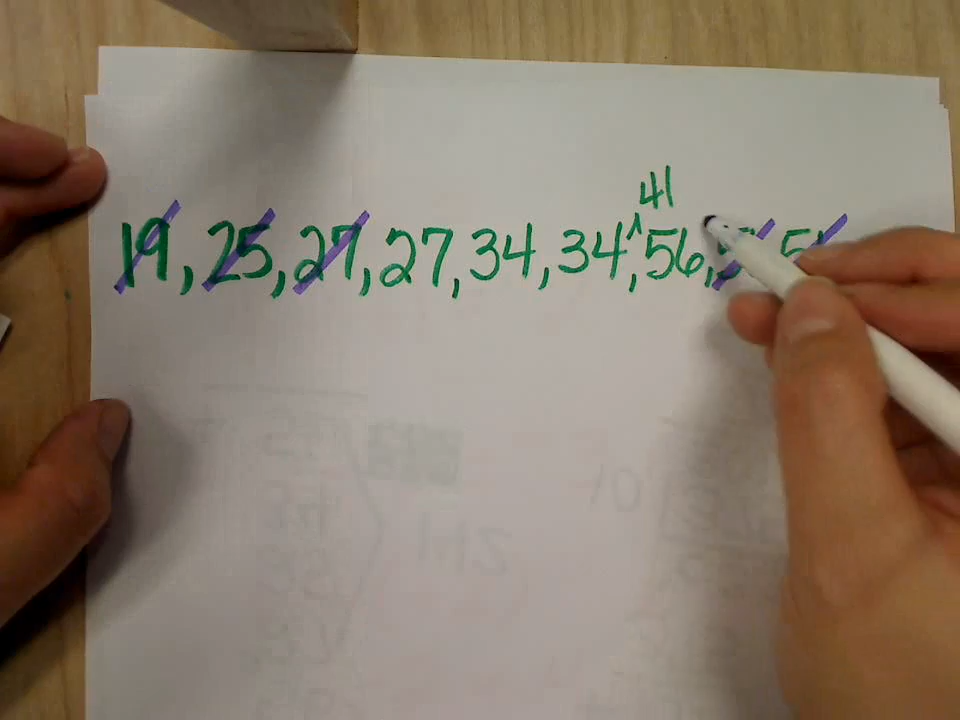 41
19, 25, 27, 27, 34, 34, 56,